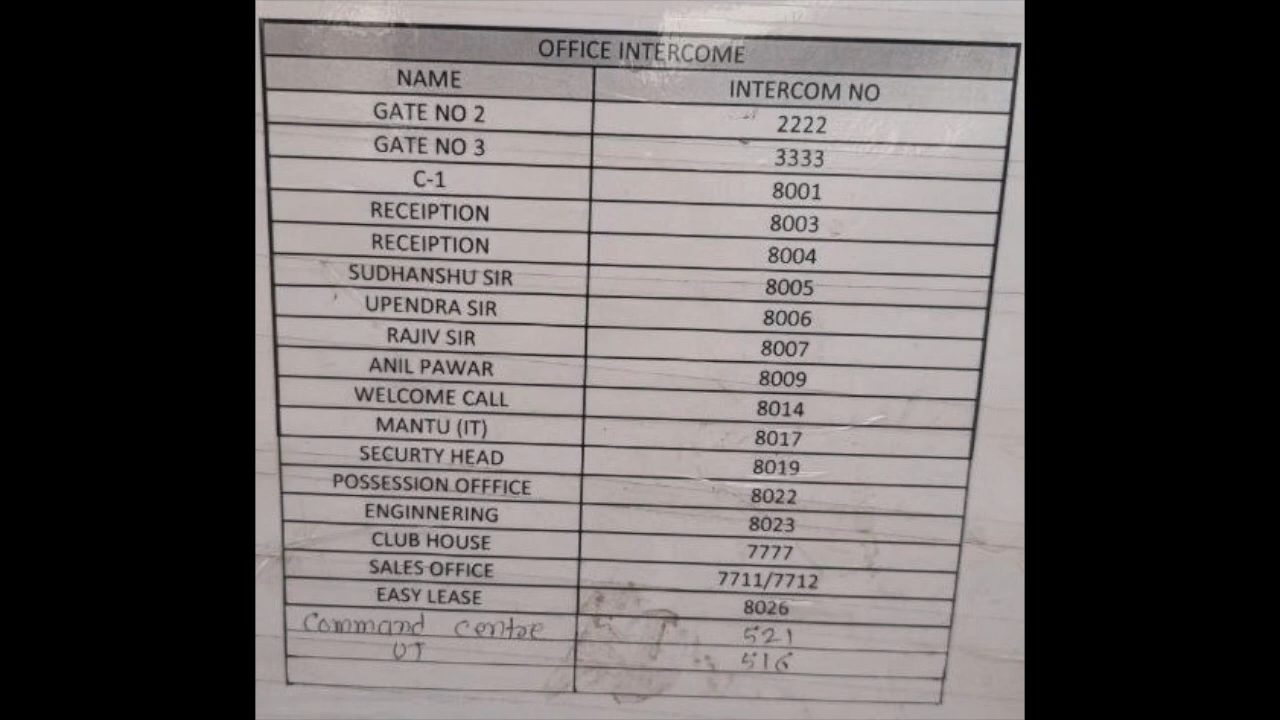 OFFICE INTERCOME
NAME INTERCOM NO
GATE NO 2 2222
GATE NO 3 3333
C-1 8001
RECEIPTION 8003
RECEIPTION 8004
SUDHANSHU SIR 8005
UPENDRA SIR 8006
RAJIV SIR 8007
ANIL PAWAR 8009
WELCOME CALL 8014
MANTU (IT) 8017
SECURTY HEAD 8019
POSSESSION OFFFICE 8022
ENGINNERING 8023
CLUB HOUSE 7777
SALES OFFICE 7711/7712
EASY LEASE 8026
Command centre 521
516